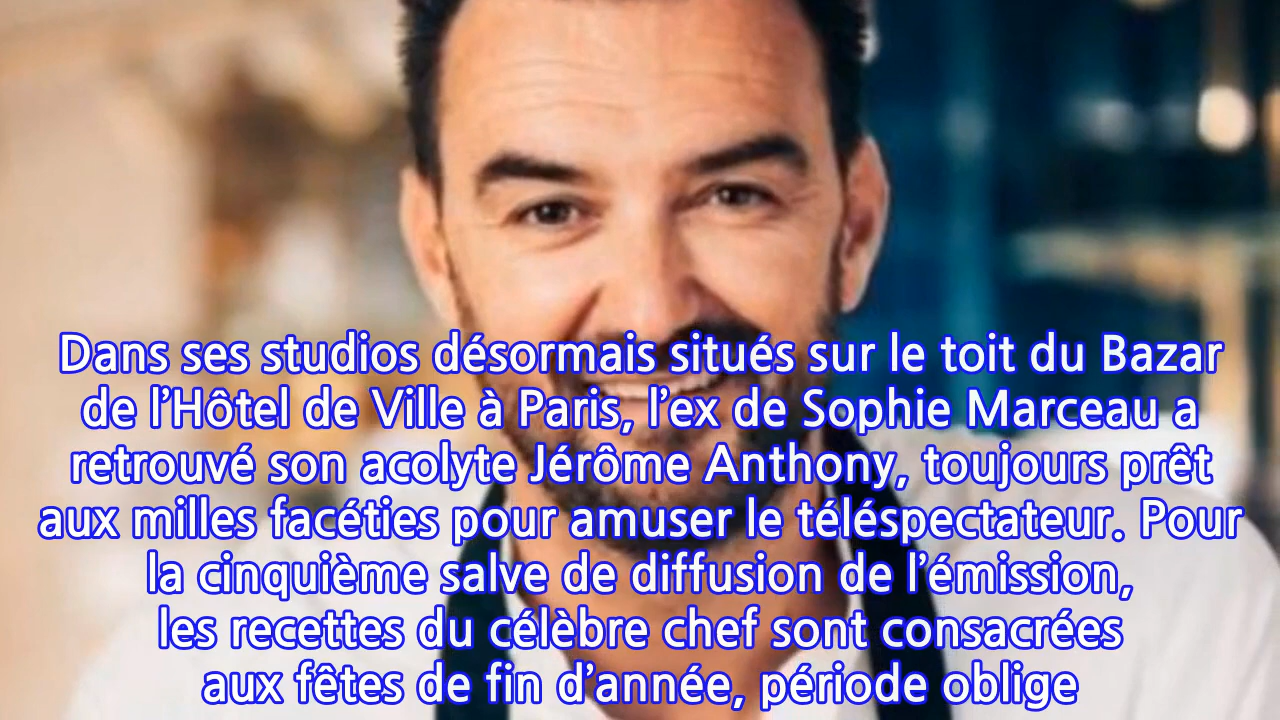 Dans ses studios désormais situés sur le toit du Bazar
de l'Hôtel de Ville à Paris, l'ex de Sophie Marceau a
retrouvé son acolyte Jérôme Anthony, toujours prêt
aux milles facéties pour amuser le téléspectateur. Pour
la cinquième salve de diffusion de l'émission,
les recettes du célèbre chef sont consacrées
aux fêtes de fin d'année, période oblige